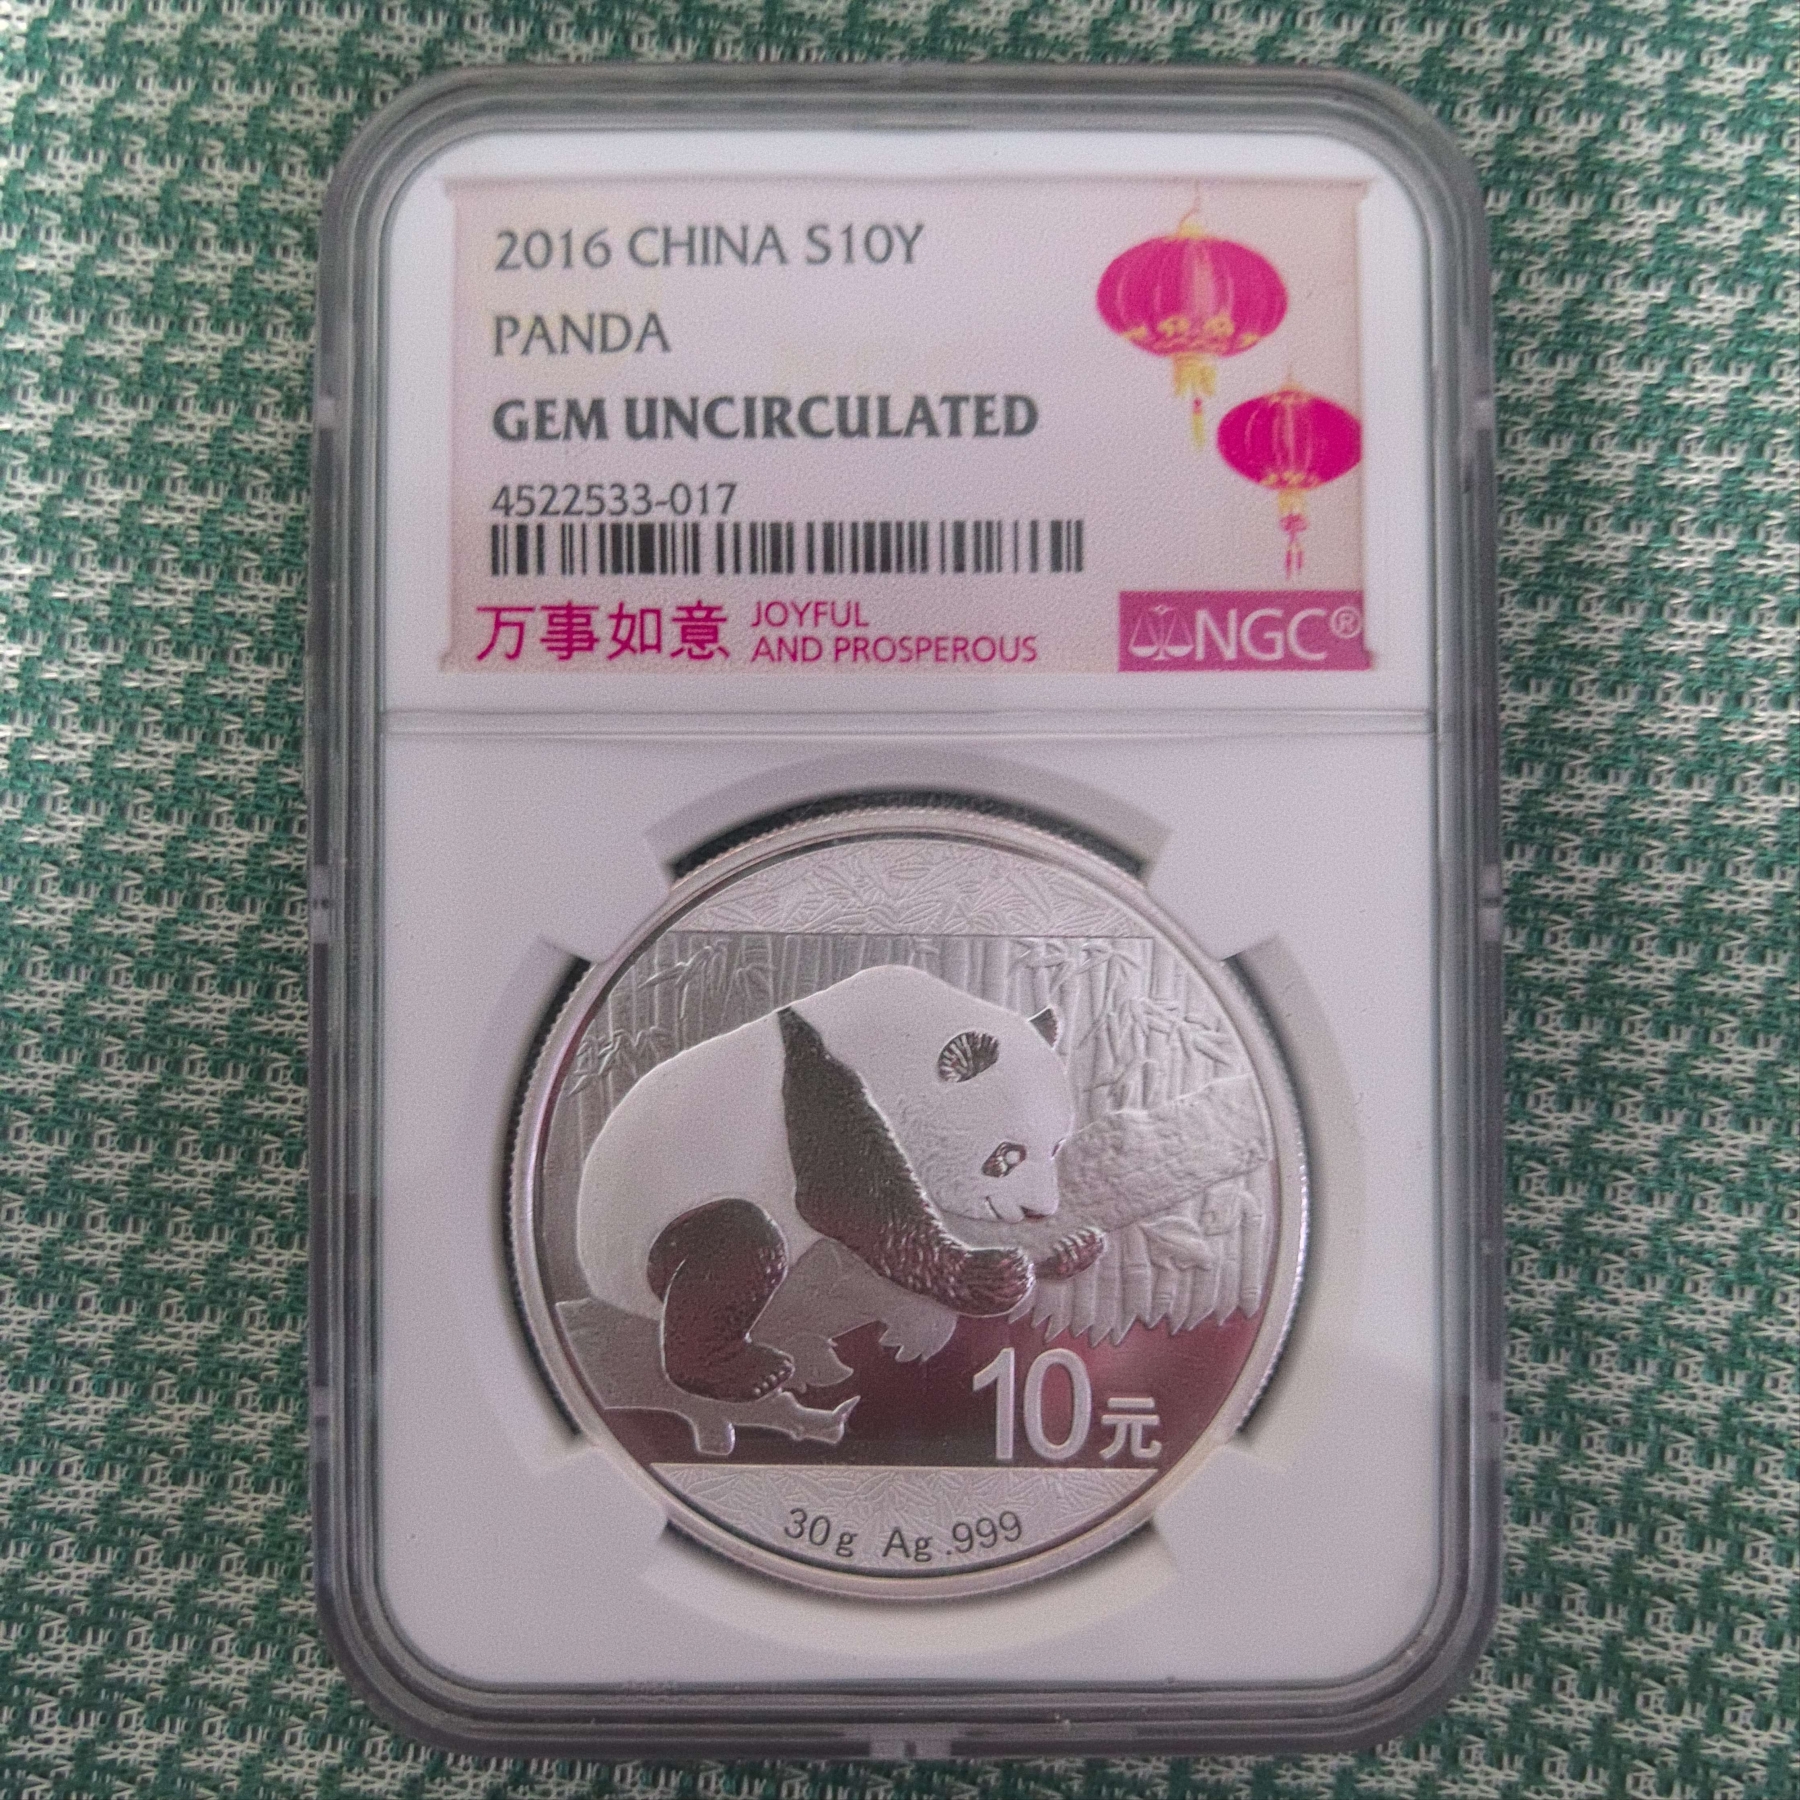 2016 CHINA S10Y
PANDA
GEM UNCIRCULATED
4522533-017
万事如意 JOYFUL
AND PROSPEROUS
NGC®
10元
30g Ag.999